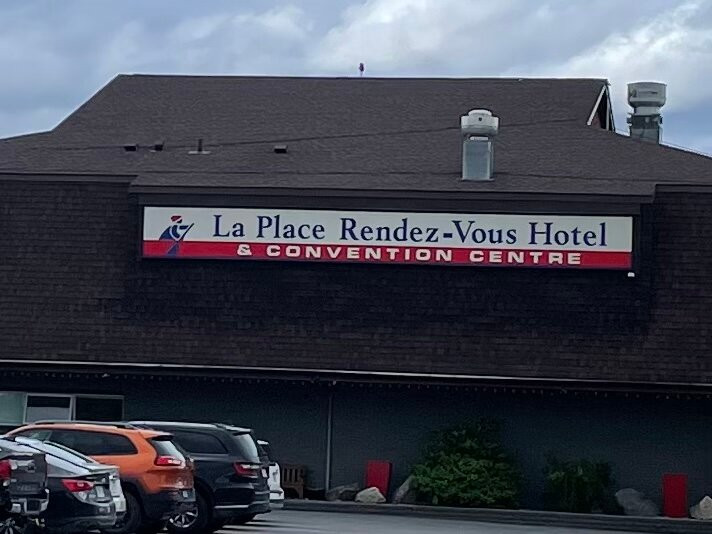 La Place Rendez-Vous Hotel
& CONVENTION CENTRE